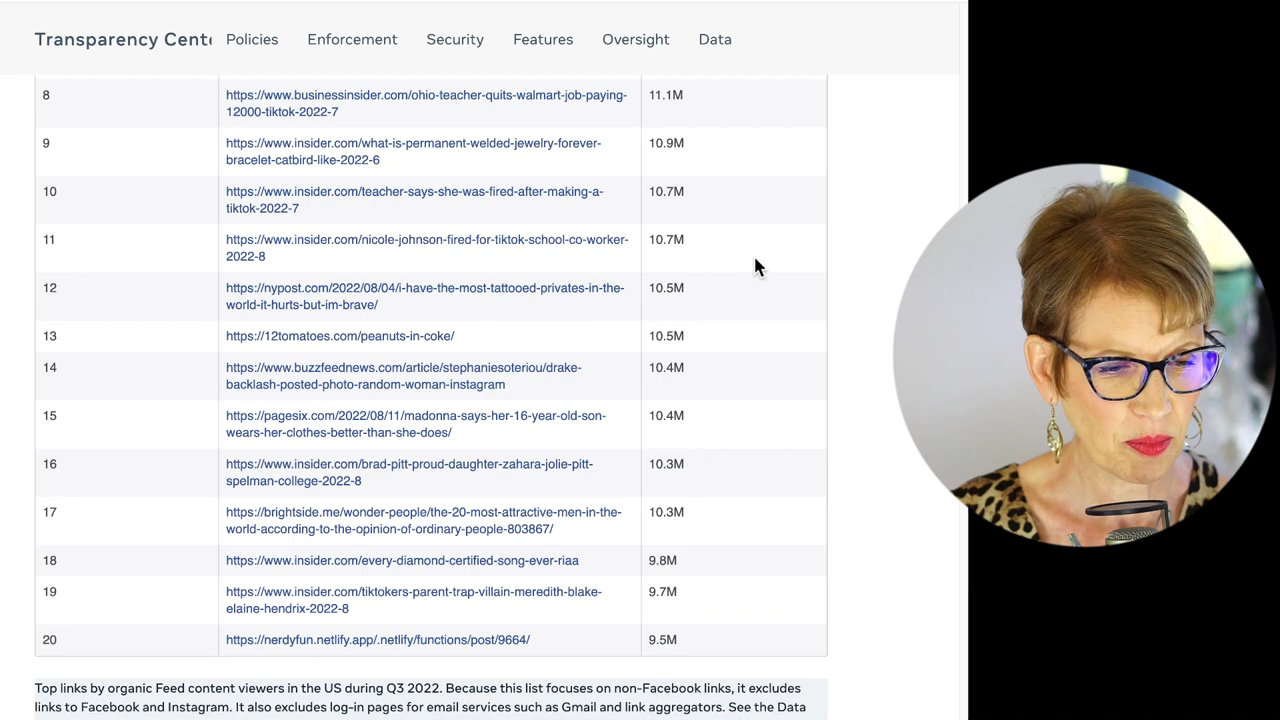 Transparency Cent
Policies
Enforcement
Security
Features
Oversight
Data
8
https://www.businessinsider.com/ohio-teacher-quits-walmart-job-paying-
12000-tiktok-2022-7
11.1M
9
https://www.insider.com/what-is-permanent-welded-jewelry-forever-
bracelet-catbird-like-2022-6
10.9M
10
https://www.insider.com/teacher-says-she-was-fired-after-making-a-
tiktok-2022-7
10.7M
11
https://www.insider.com/nicole-johnson-fired-for-tiktok-school-co-worker-
2022-8
10.7M
12
https://nypost.com/2022/08/04/i-have-the-most-tattooed-privates-in-the-
world-it-hurts-but-im-brave/
10.5M
13
https://12tomatoes.com/peanuts-in-coke/
10.5M
14
https://www.buzzfeednews.com/article/stephaniesoteriou/drake-
backlash-posted-photo-random-woman-instagram
10.4M
15
https://pagesix.com/2022/08/11/madonna-says-her-16-year-old-son-
wears-her-clothes-better-than-she-does/
10.4M
16
https://www.insider.com/brad-pitt-proud-daughter-zahara-jolie-pitt-
spelman-college-2022-8
10.3M
17
https://brightside.me/wonder-people/the-20-most-attractive-men-in-the-
world-according-to-the-opinion-of-ordinary-people-803867/
10.3M
18
https://www.insider.com/every-diamond-certified-song-ever-riaa
9.8M
19
https://www.insider.com/tiktokers-parent-trap-villain-meredith-blake-
elaine-hendrix-2022-8
9.7M
20
https://nerdyfun.netlify.app/.netlify/functions/post/9664/
9.5M
Top links by organic Feed content viewers in the US during Q3 2022. Because this list focuses on non-Facebook links, it excludes
links to Facebook and Instagram. It also excludes log-in pages for email services such as Gmail and link aggregators. See the Data